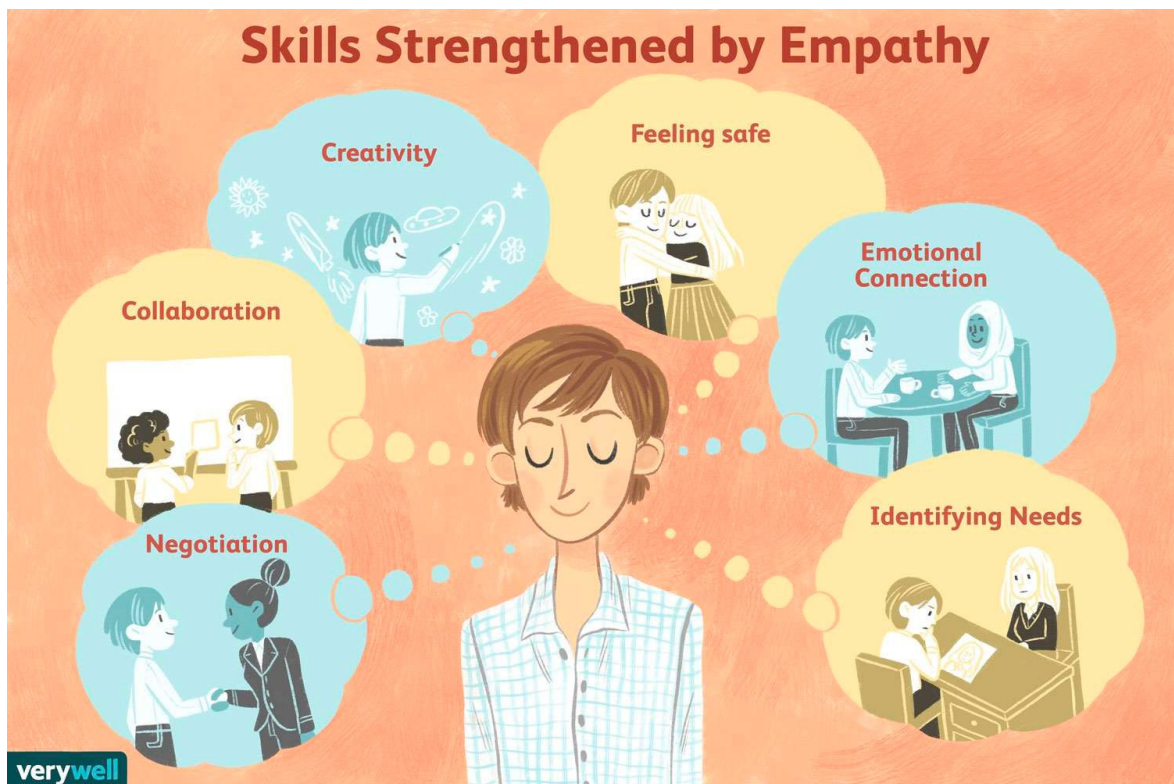 Skills Strengthened by Empathy
Creativity
Feeling safe
Emotional
Connection
Collaboration
Identifying Needs
Negotiation
verywell